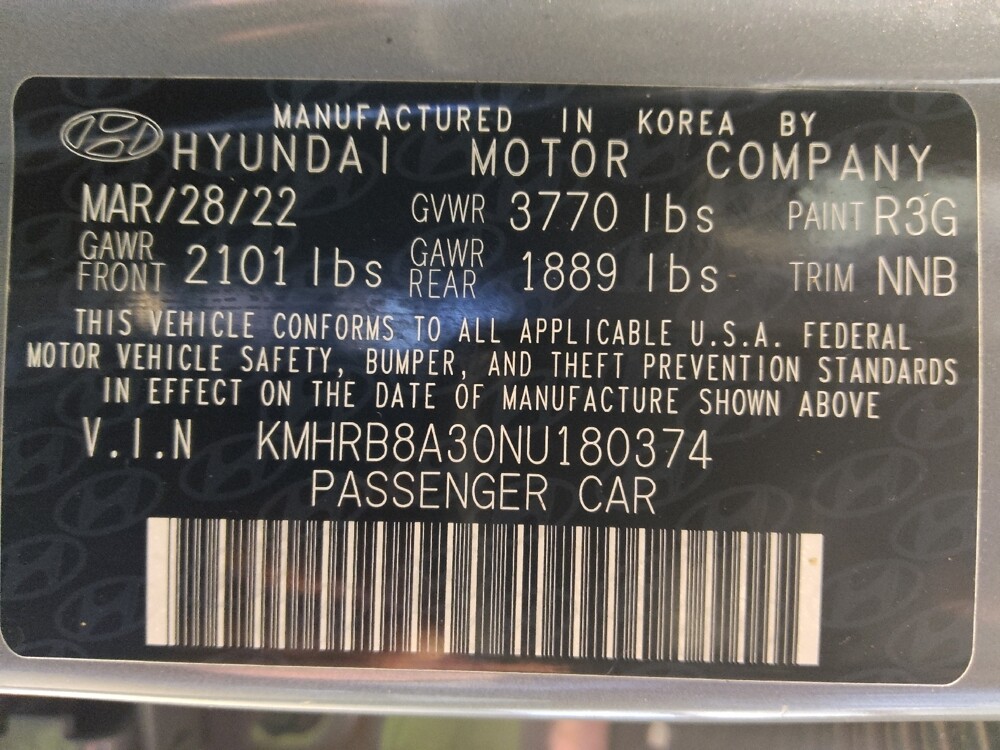 MANUFACTURED IN KOREA BY
HYUNDAI MOTOR COMPANY
MAR/28/22 GVWR 3770 lbs PAINT R3G
GAWR FRONT 2101 lbs GAWR REAR 1889 lbs TRIM NNB
THIS VEHICLE CONFORMS TO ALL APPLICABLE U.S.A. FEDERAL
MOTOR VEHICLE SAFETY, BUMPER, AND THEFT PREVENTION STANDARDS
IN EFFECT ON THE DATE OF MANUFACTURE SHOWN ABOVE
V.I.N KMHRB8A30NU180374
PASSENGER CAR